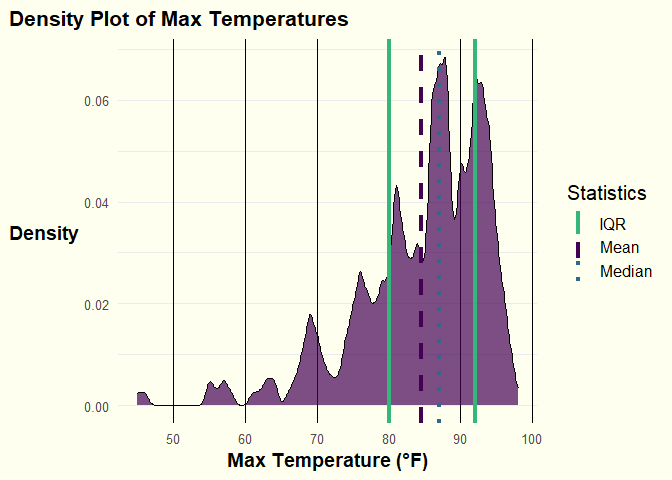 Density Plot of Max Temperatures
0.06
0.04
Density
0.02
0.00
50 60 70 80 90 100
Max Temperature (°F)
Statistics
IQR
Mean
Median